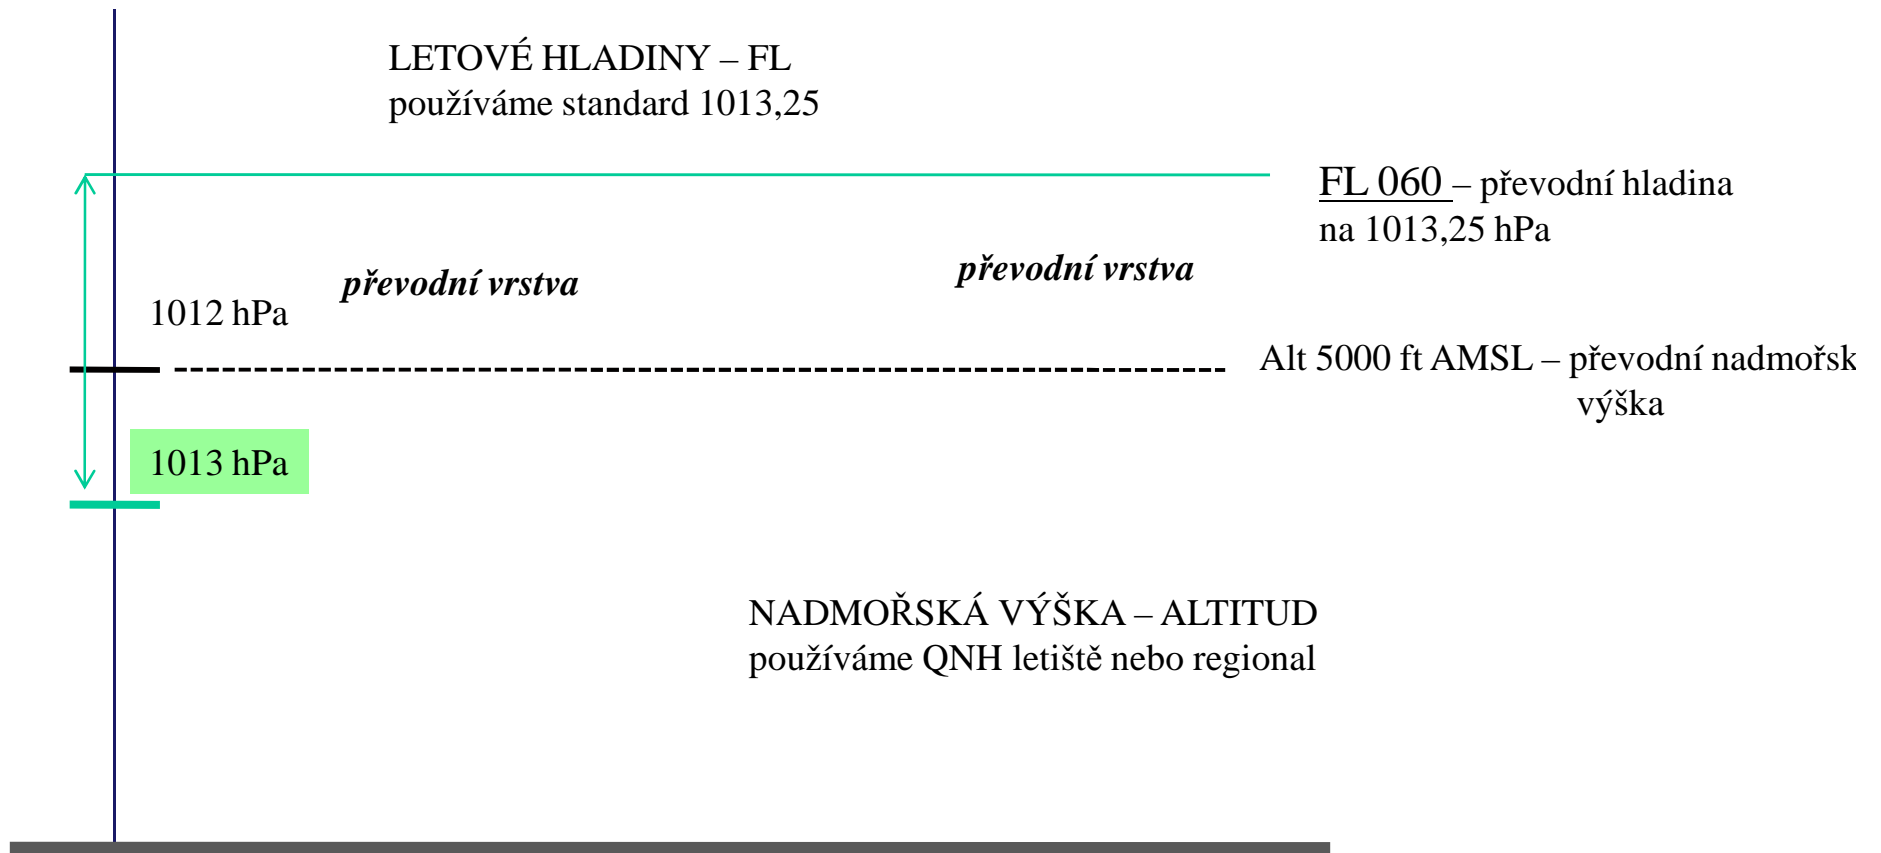 LETOVÉ HLADINY – FL
používáme standard 1013,25
FL 060 – převodní hladina
na 1013,25 hPa
převodní vrstva
převodní vrstva
1012 hPa
Alt 5000 ft AMSL – převodní nadmořsk
výška
1013 hPa
NADMOŘSKÁ VÝŠKA – ALTITUD
používáme QNH letiště nebo regional